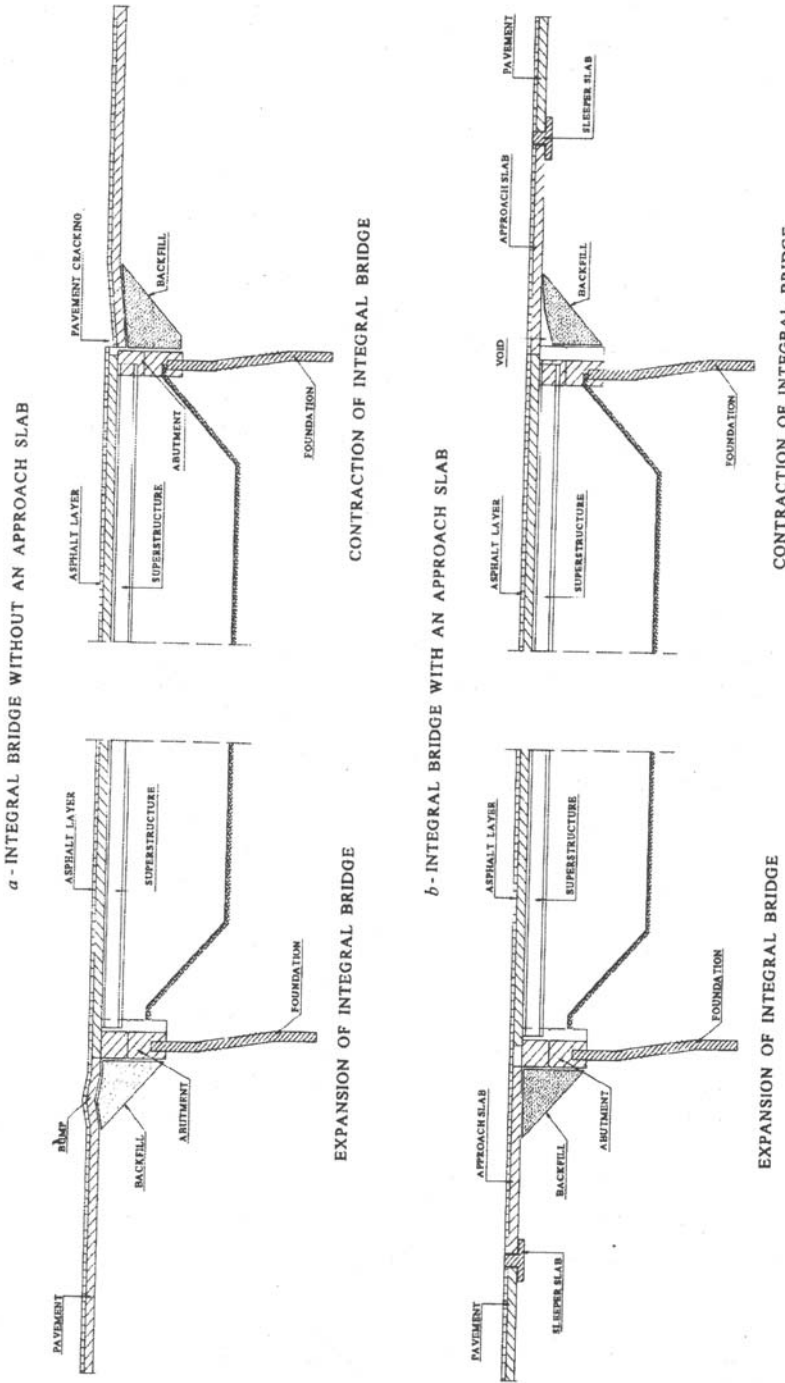 a - INTEGRAL BRIDGE WITHOUT AN APPROACH SLAB
PAVEMENT
BUMP
ASPHALT LAYER
SUPERSTRUCTURE
BACKFILL
ABUTMENT
FOUNDATION
EXPANSION OF INTEGRAL BRIDGE
ASPHALT LAYER
PAVEMENT CRACKING
SUPERSTRUCTURE
BACKFILL
ABUTMENT
FOUNDATION
CONTRACTION OF INTEGRAL BRIDGE
b - INTEGRAL BRIDGE WITH AN APPROACH SLAB
PAVEMENT
APPROACH SLAB
ASPHALT LAYER
SUPERSTRUCTURE
SLEEPER SLAB
BACKFILL
ABUTMENT
FOUNDATION
EXPANSION OF INTEGRAL BRIDGE
ASPHALT LAYER
VOID
APPROACH SLAB
PAVEMENT
SUPERSTRUCTURE
BACKFILL
SLEEPER SLAB
FOUNDATION
CONTRACTION OF INTEGRAL BRIDGE